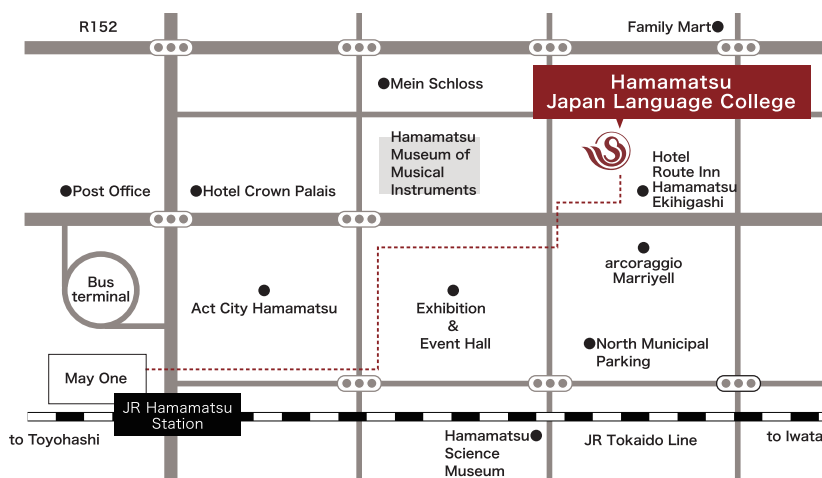 R152
Family Mart
Mein Schloss
Hamamatsu
Japan Language College
Hamamatsu
Museum of
Musical
Instruments
Hotel
Route Inn
Hamamatsu
Ekihigashi
Post Office
Hotel Crown Palais
Bus
terminal
Act City Hamamatsu
Exhibition
&
Event Hall
arcoraggio
Marriyell
North Municipal
Parking
May One
JR Hamamatsu
Station
to Toyohashi
Hamamatsu
Science
Museum
JR Tokaido Line
to Iwata